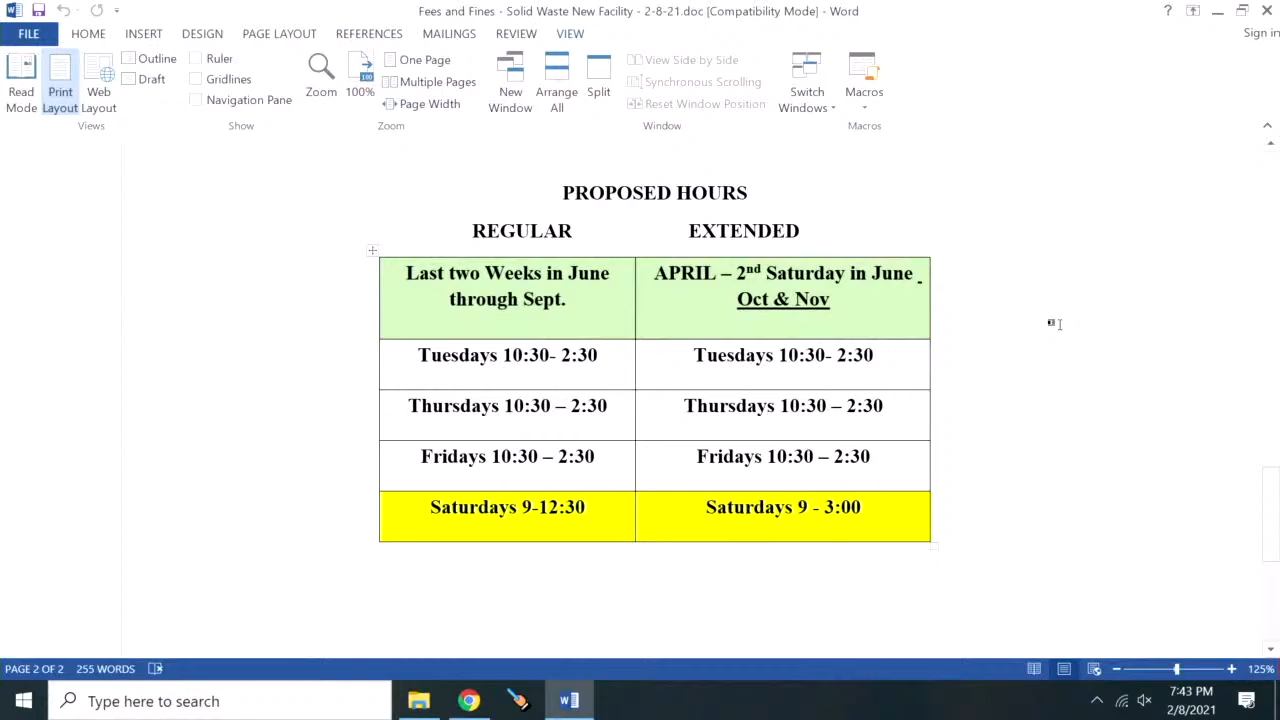 Fees and Fines - Solid Waste New Facility - 2-8-21.doc [Compatibility Mode] - Word
FILE HOME INSERT DESIGN PAGE LAYOUT REFERENCES MAILINGS REVIEW VIEW Sign in
Read Mode
Print Layout
Web Layout
Outline
Draft
Views
Ruler
Gridlines
Navigation Pane
Show
Zoom
100%
One Page
Multiple Pages
Page Width
Zoom
New Window
Arrange All
Split
View Side by Side
Synchronous Scrolling
Reset Window Position
Window
Switch Windows
Macros
Macros
PROPOSED HOURS
REGULAR EXTENDED
Last two Weeks in June through Sept.
APRIL – 2nd Saturday in June
Oct & Nov
Tuesdays 10:30- 2:30 Tuesdays 10:30- 2:30
Thursdays 10:30 – 2:30 Thursdays 10:30 – 2:30
Fridays 10:30 – 2:30 Fridays 10:30 – 2:30
Saturdays 9-12:30 Saturdays 9 - 3:00
PAGE 2 OF 2 255 WORDS 125%
Type here to search
7:43 PM
2/8/2021